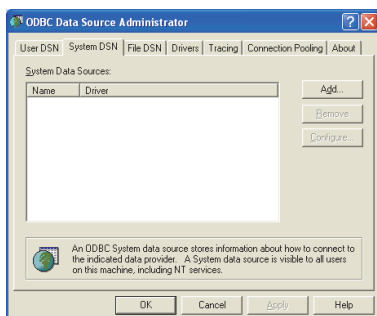 ODBC Data Source Administrator
User DSN System DSN File DSN Drivers Tracing Connection Pooling About
System Data Sources:
Name Driver
Add...
Remove
Configure...
An ODBC System data source stores information about how to connect to
the indicated data provider. A System data source is visible to all users
on this machine, including NT services.
OK Cancel Apply Help